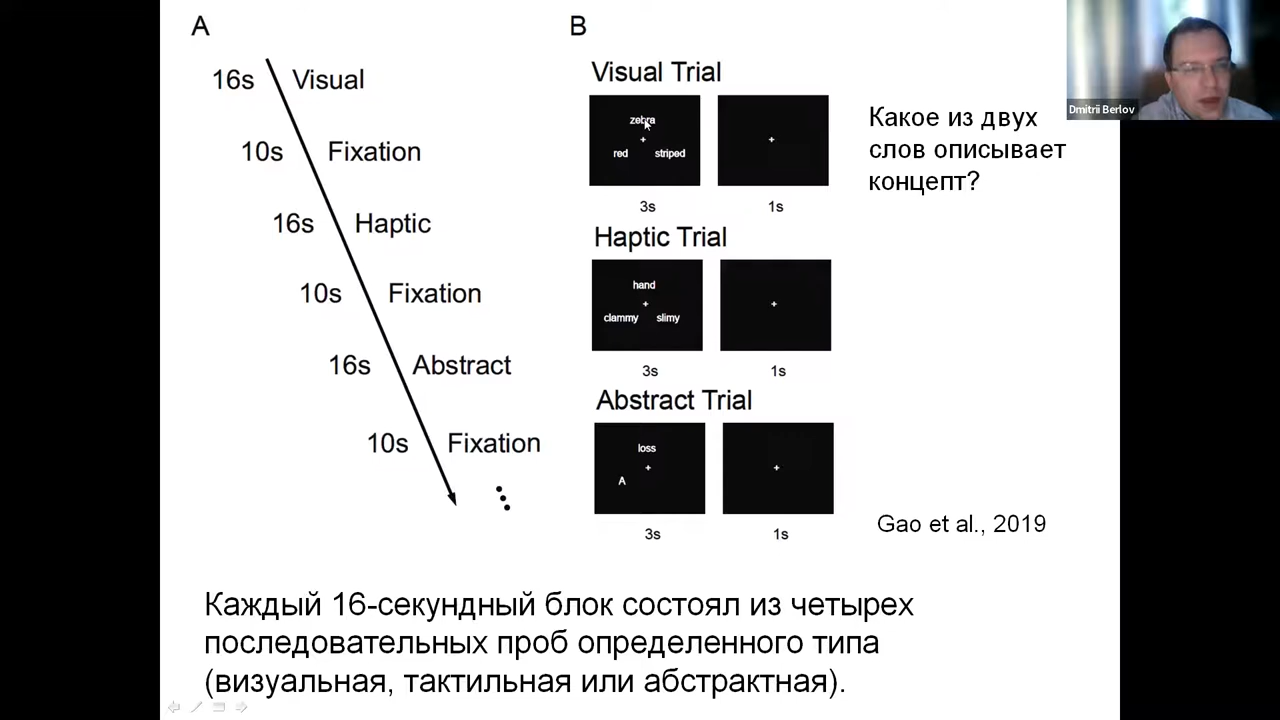 A
16s Visual
10s Fixation
16s Haptic
10s Fixation
16s Abstract
10s Fixation
B
Visual Trial
zebra
+ +
red striped
3s 1s
Haptic Trial
hand
+ +
clammy slimy
3s 1s
Abstract Trial
loss
+ +
A
3s 1s
Какое из двух
слов описывает
концепт?
Dmitrii Berlov
Gao et al., 2019
Каждый 16-секундный блок состоял из четырех
последовательных проб определенного типа
(визуальная, тактильная или абстрактная).